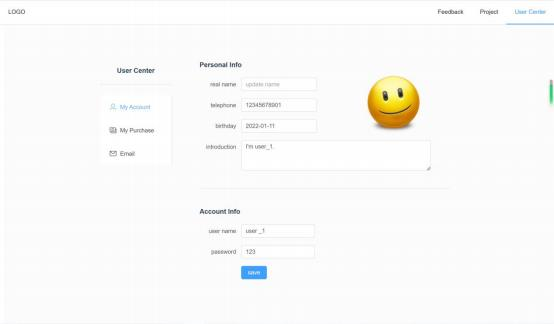 LOGO
Feedback Project User Center
User Center
My Account
My Purchase
Email
Personal Info
real name update name
telephone 12345678901
birthday 2022-01-11
introduction I'm user_1.
Account Info
user name user _1
password 123
save